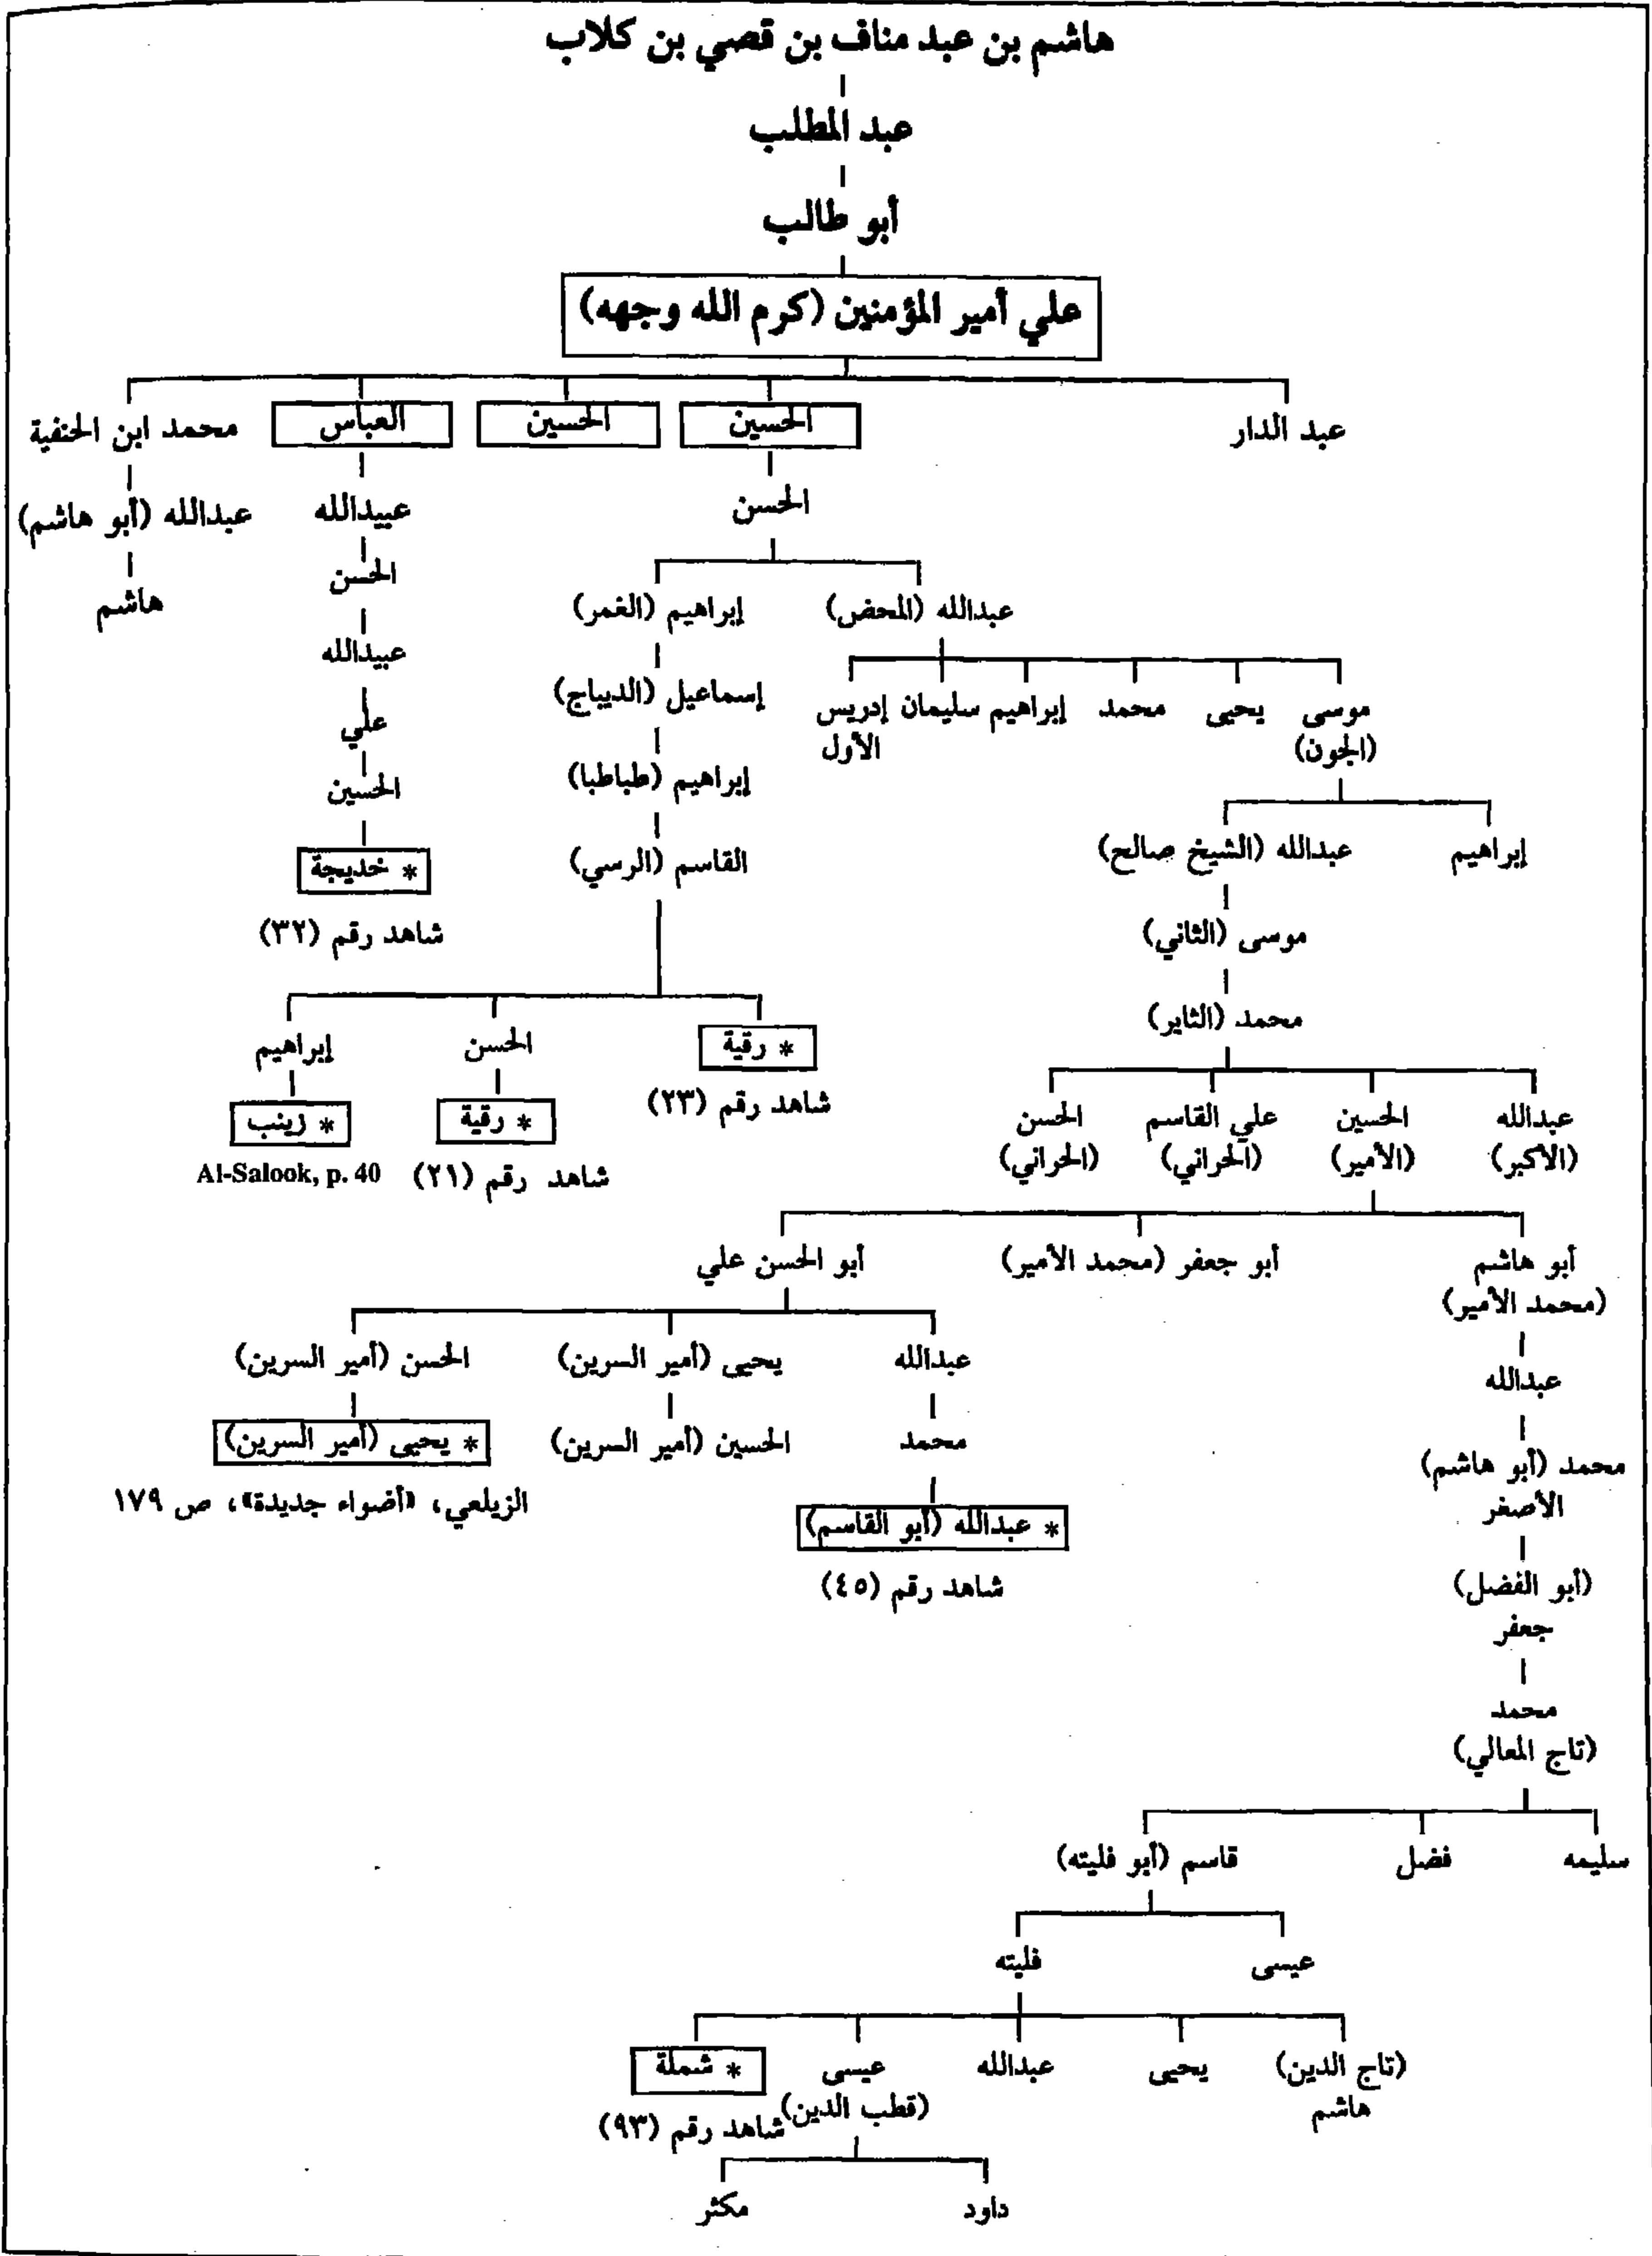 هاشم بن عبد مناف بن قصي بن كلاب
عبد المطلب
أبو طالب
علي أمير المؤمنين (كرم الله وجهه)
عبد الدار
الحسين
الحسين
العباس
محمد ابن الحنفية
الحسن
عبيدالله
عبدالله (أبو هاشم)
الحسن
هاشم
عبدالله (المحض)
إبراهيم (الغمر)
عبيدالله
موسى
(الجون)
يحيى
محمد
إبراهيم
سليمان
إدريس
الأول
إسماعيل (الديباج)
علي
إبراهيم (طباطبا)
الحسين
إبراهيم
عبدالله (الشيخ صالح)
القاسم (الرسي)
* خديجة
شاهد رقم (٣٢)
موسى (الثاني)
محمد (الثاير)
* رقية
شاهد رقم (٢٣)
الحسن
إبراهيم
* رقية
شاهد رقم (٢١)
* زينب
Al-Salook, p. 40
عبدالله
(الأكبر)
الحسين
(الأمير)
علي القاسم
(الحراني)
الحسن
(الحراني)
أبو هاشم
(محمد الأمير)
أبو جعفر (محمد الأمير)
أبو الحسن علي
عبدالله
يحيى (أمير السرين)
الحسن (أمير السرين)
عبدالله
محمد
الحسين (أمير السرين)
* يحيى (أمير السرين)
محمد (أبو هاشم)
الأصغر
الزيلعي، «أضواء جديدة»، ص ١٧٩
* عبدالله (أبو القاسم)
شاهد رقم (٤٥)
(أبو الفضل)
جعفر
محمد
(تاج المعالي)
سليمه
فضل
قاسم (أبو فليته)
عيسى
فليته
(تاج الدين)
هاشم
يحيى
عبدالله
عيسى
(قطب الدين)
* شملة
شاهد رقم (٩٣)
داود
مكثر